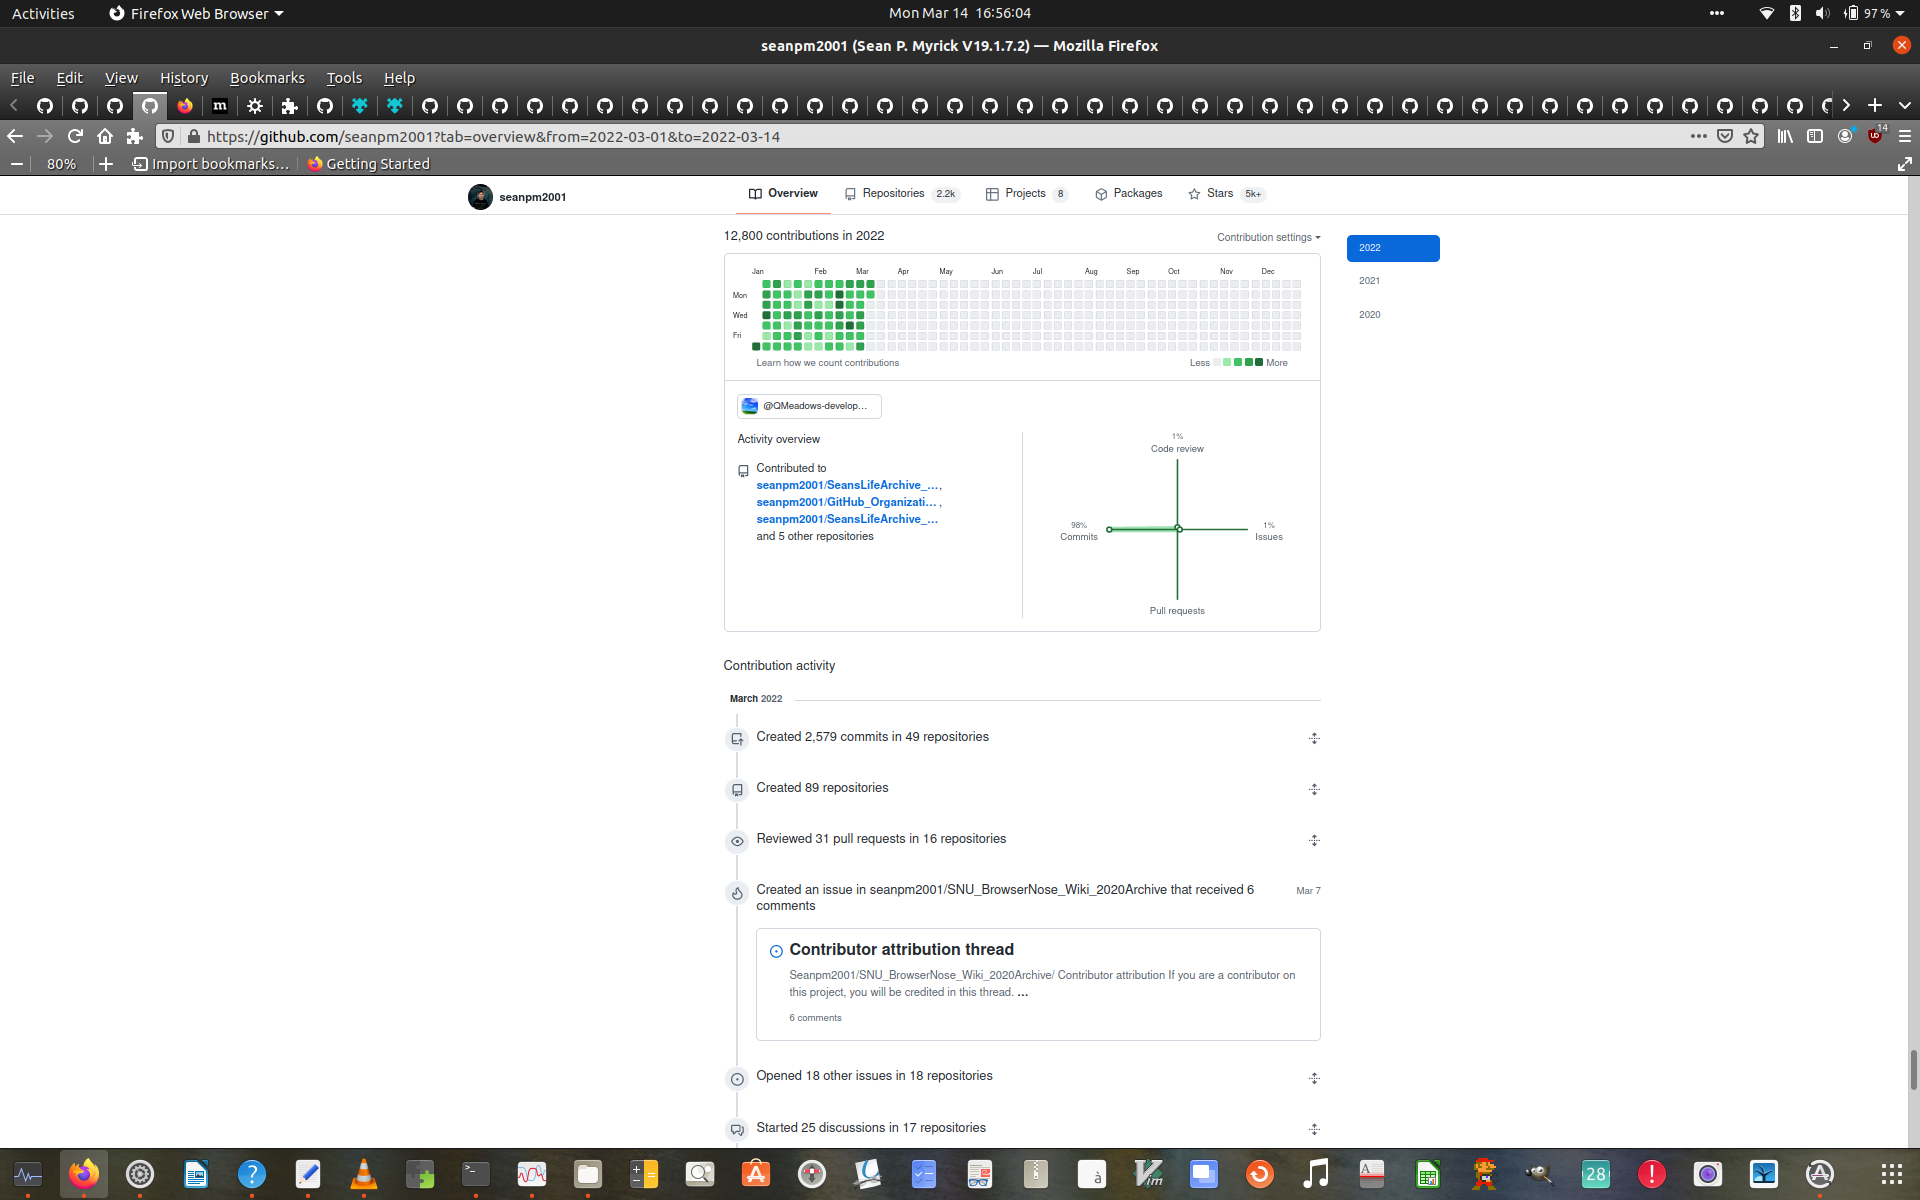 Activities
Firefox Web Browser
Mon Mar 14 16:56:04
97 %
seanpm2001 (Sean P. Myrick V19.1.7.2) — Mozilla Firefox
File Edit View History Bookmarks Tools Help
m
https://github.com/seanpm2001?tab=overview&from=2022-03-01&to=2022-03-14
14
80%
Import bookmarks...
Getting Started
seanpm2001
Overview
Repositories 2.2k
Projects 8
Packages
Stars 5k+
12,800 contributions in 2022
Contribution settings
2022
2021
2020
Jan Feb Mar Apr May Jun Jul Aug Sep Oct Nov Dec
Mon
Wed
Fri
Learn how we count contributions
Less More
@QMeadows-develop...
Activity overview
Contributed to
seanpm2001/SeansLifeArchive_...,
seanpm2001/GitHub_Organizati... ,
seanpm2001/SeansLifeArchive_...
and 5 other repositories
1%
Code review
98%
Commits
1%
Issues
Pull requests
Contribution activity
March 2022
Created 2,579 commits in 49 repositories
Created 89 repositories
Reviewed 31 pull requests in 16 repositories
Created an issue in seanpm2001/SNU_BrowserNose_Wiki_2020Archive that received 6
comments
Mar 7
Contributor attribution thread
Seanpm2001/SNU_BrowserNose_Wiki_2020Archive/ Contributor attribution If you are a contributor on
this project, you will be credited in this thread. ...
6 comments
Opened 18 other issues in 18 repositories
Started 25 discussions in 17 repositories
28